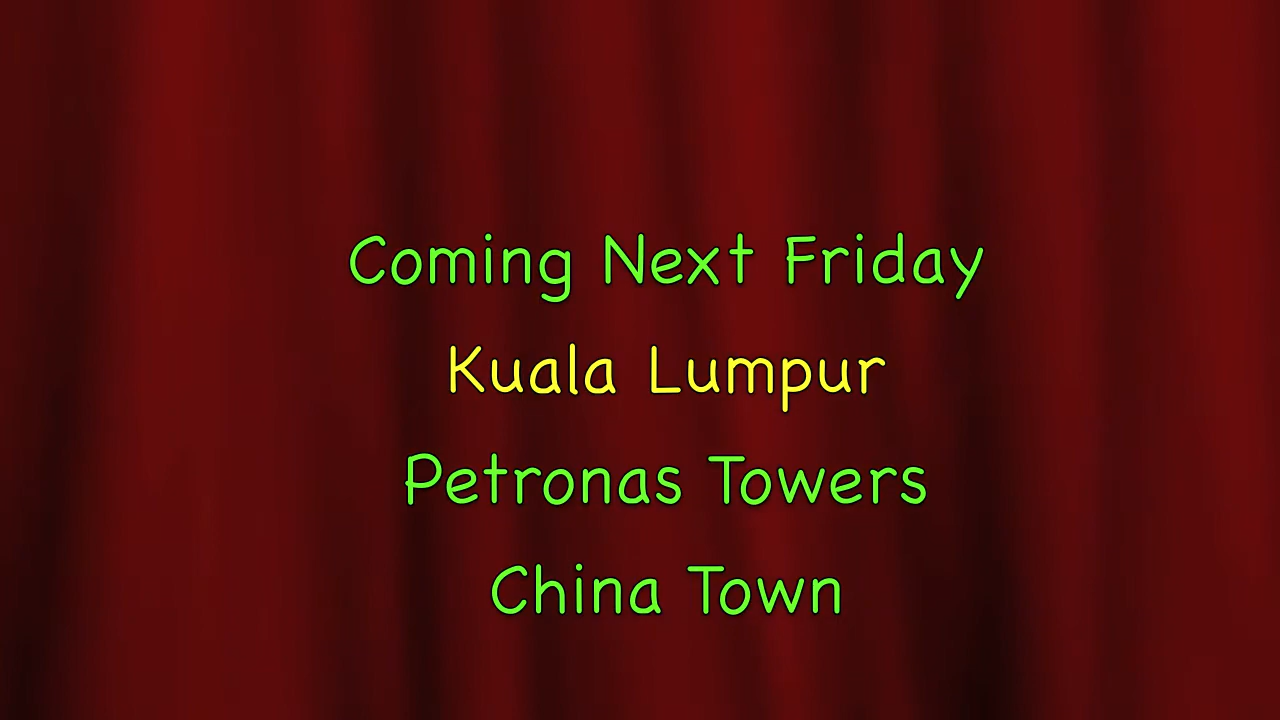 Coming Next Friday
Kuala Lumpur
Petronas Towers
China Town